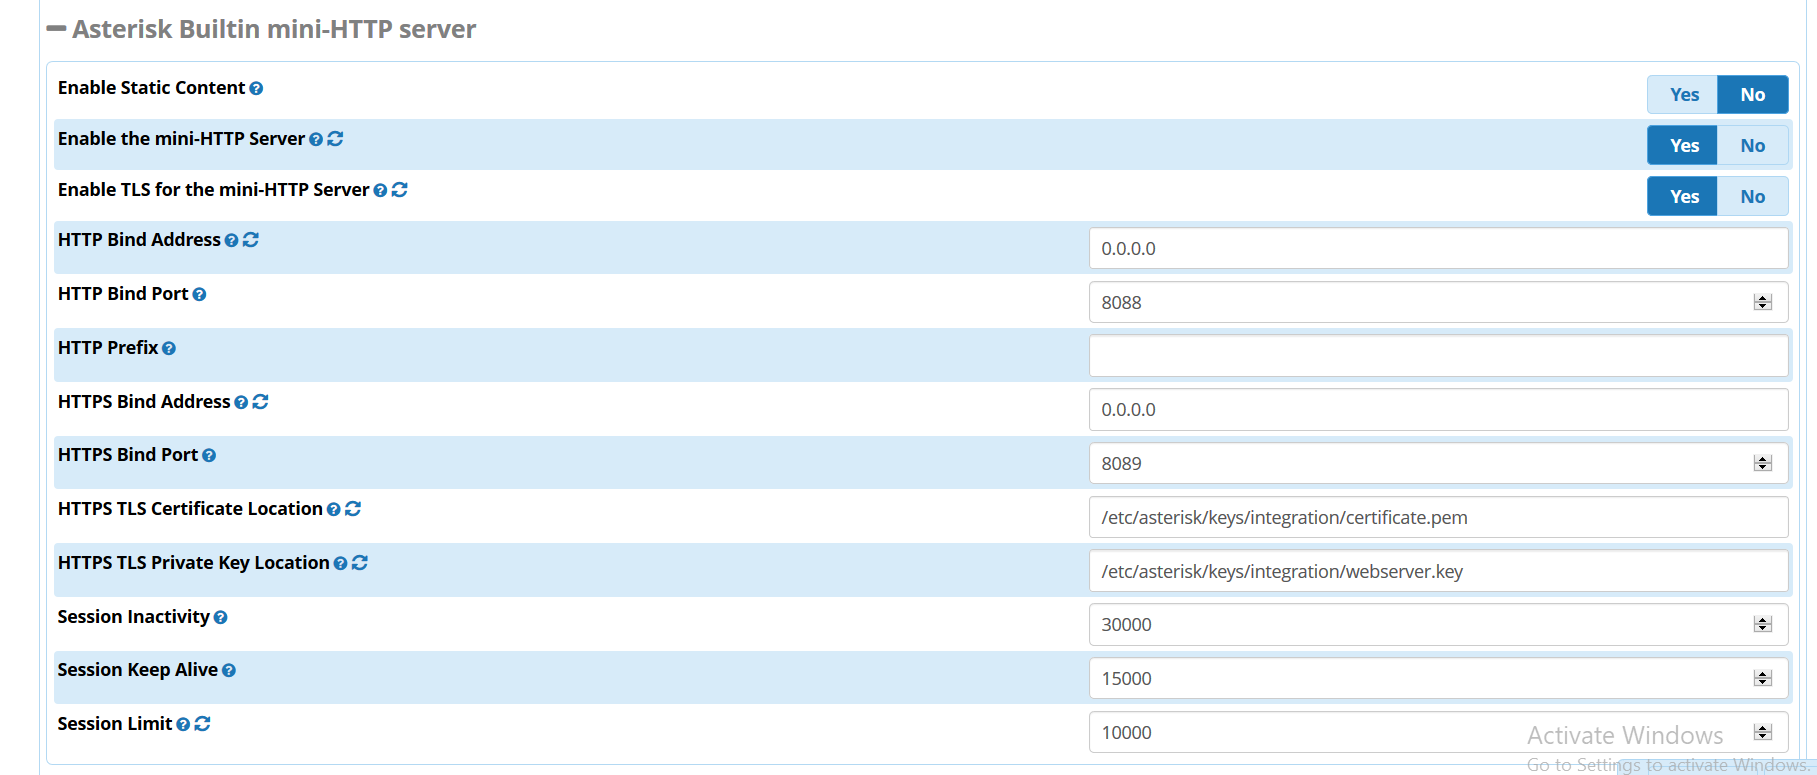 Asterisk Builtin mini-HTTP server
Enable Static Content
Yes No
Enable the mini-HTTP Server
Yes No
Enable TLS for the mini-HTTP Server
Yes No
HTTP Bind Address
0.0.0.0
HTTP Bind Port
8088
HTTP Prefix
HTTPS Bind Address
0.0.0.0
HTTPS Bind Port
8089
HTTPS TLS Certificate Location
/etc/asterisk/keys/integration/certificate.pem
HTTPS TLS Private Key Location
/etc/asterisk/keys/integration/webserver.key
Session Inactivity
30000
Session Keep Alive
15000
Session Limit
10000
Activate Windows
Go to Settings to activate Windows.